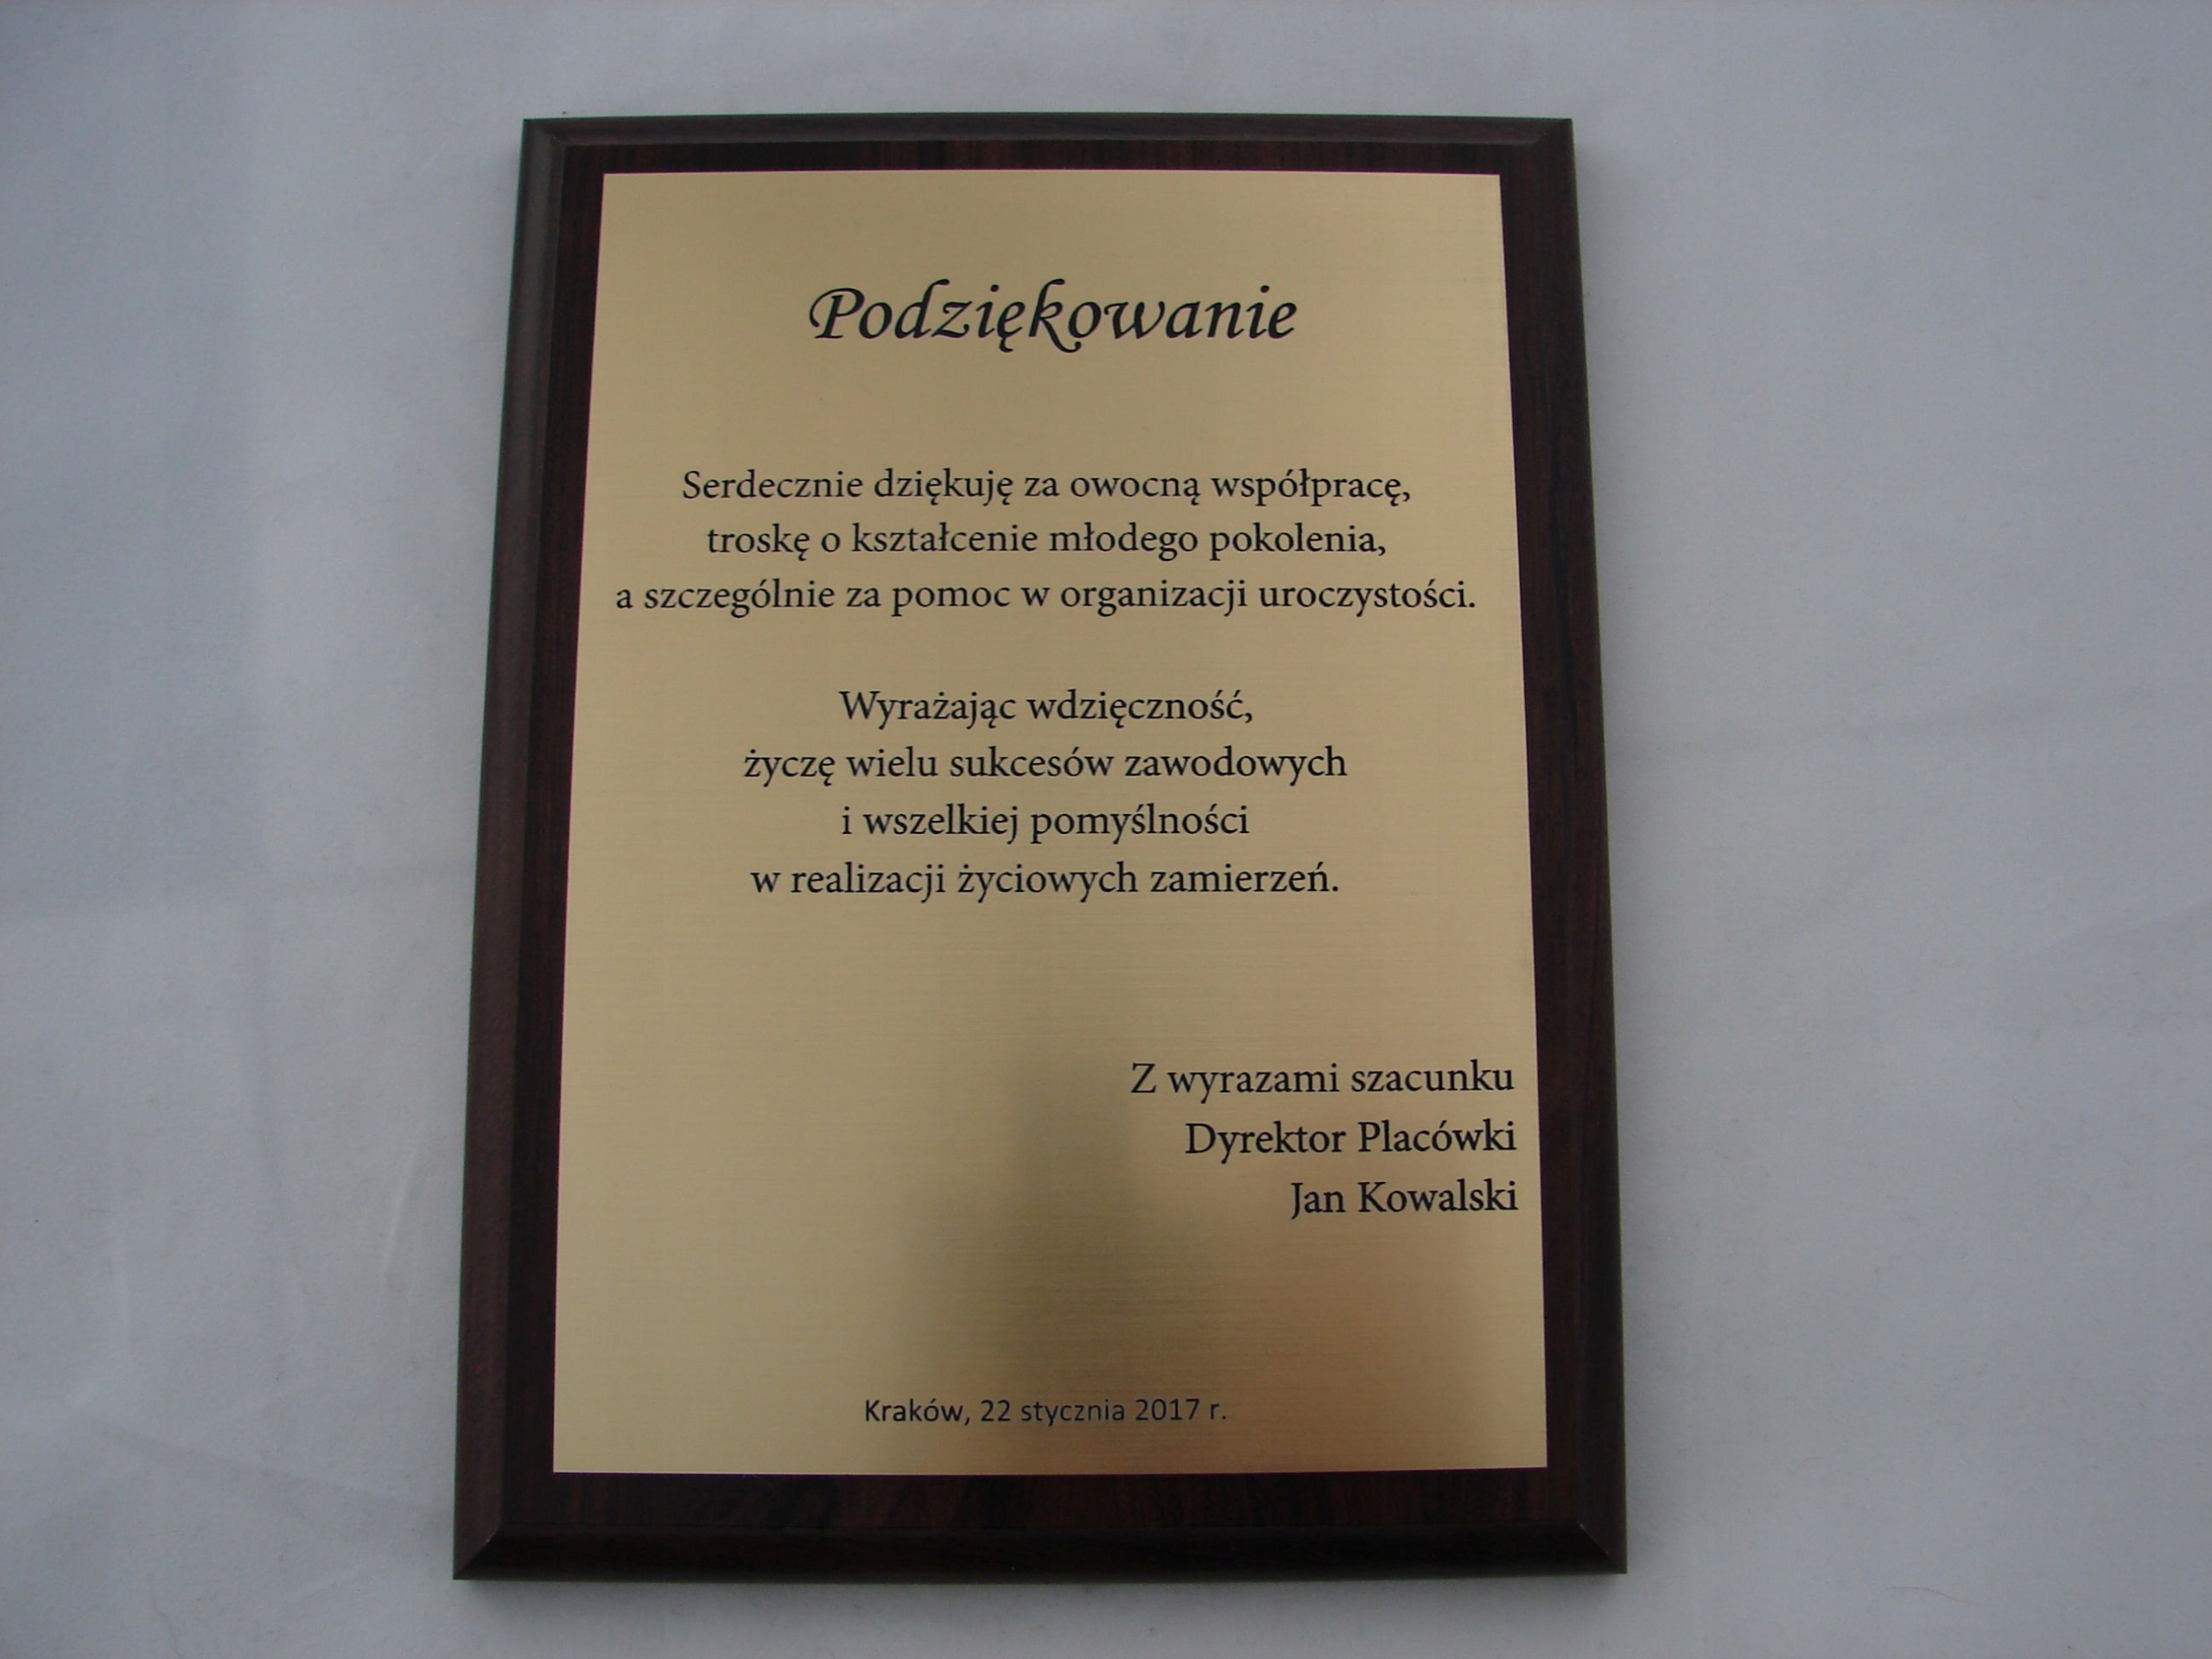 Podziękowanie
Serdecznie dziękuję za owocną współpracę,
troskę o kształcenie młodego pokolenia,
a szczególnie za pomoc w organizacji uroczystości.
Wyrażając wdzięczność,
życzę wielu sukcesów zawodowych
i wszelkiej pomyślności
w realizacji życiowych zamierzeń.
Z wyrazami szacunku
Dyrektor Placówki
Jan Kowalski
Kraków, 22 stycznia 2017 r.